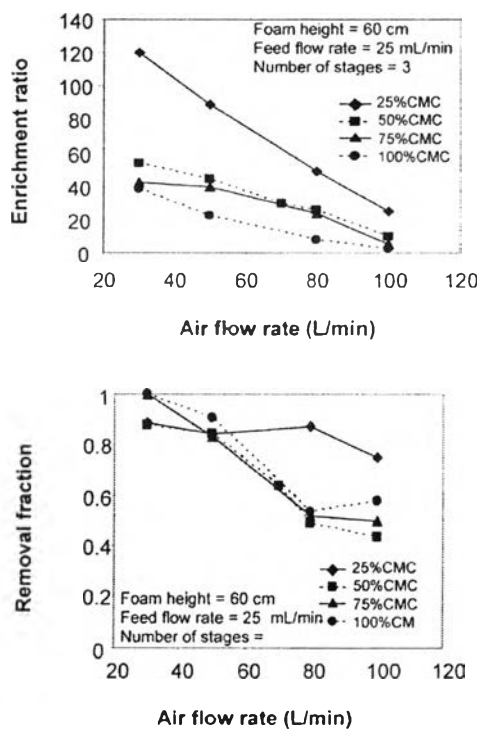 Foam height = 60 cm
Feed flow rate = 25 mL/min
Number of stages = 3
140
120
100
80
60
40
20
0
Enrichment ratio
25%CMC
50%CMC
75%CMC
100%CMC
20 40 60 80 100 120
Air flow rate (L/min)
1
0.8
0.6
0.4
0.2
0
Removal fraction
25%CMC
50%CMC
75%CMC
100%CM
Foam height = 60 cm
Feed flow rate = 25 mL/min
Number of stages =
20 40 60 80 100 120
Air flow rate (L/min)